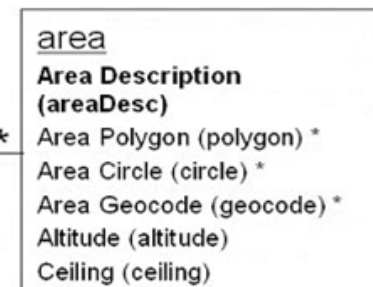 area
Area Description
(areaDesc)
* Area Polygon (polygon) *
Area Circle (circle) *
Area Geocode (geocode) *
Altitude (altitude)
Ceiling (ceiling)